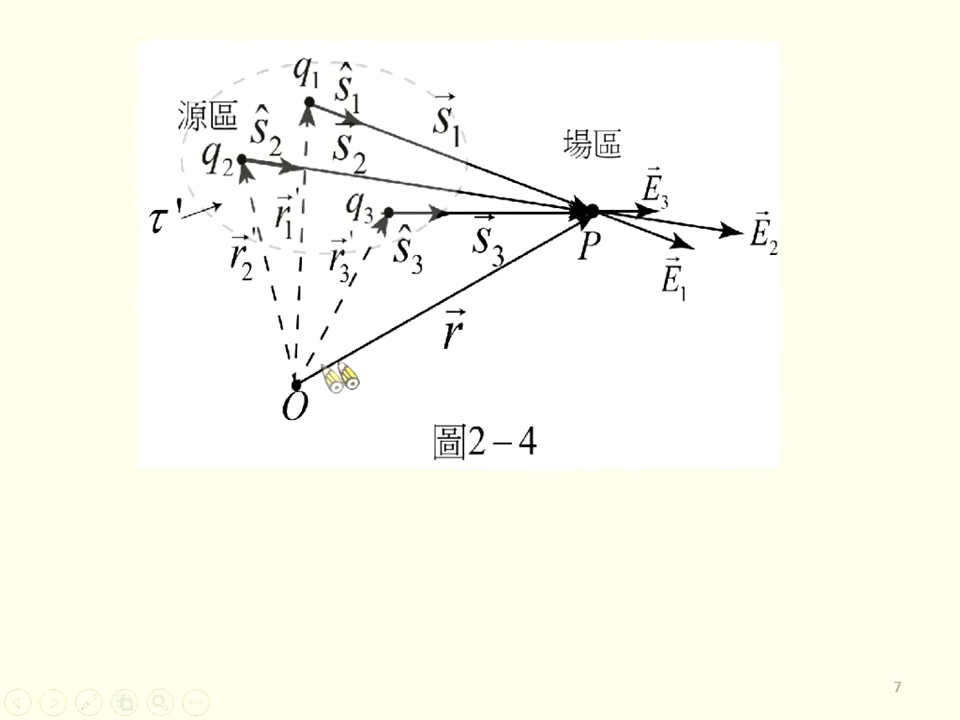 q₁ ŝ₁
源區 ŝ₂ s⃗₂ s⃗₁
q₂ 場區
τ' r⃗₁' q₃ E⃗₃
r⃗₂' r⃗₃' ŝ₃ s⃗₃ P E⃗₂
E⃗₁
r⃗
O
圖2－4
7